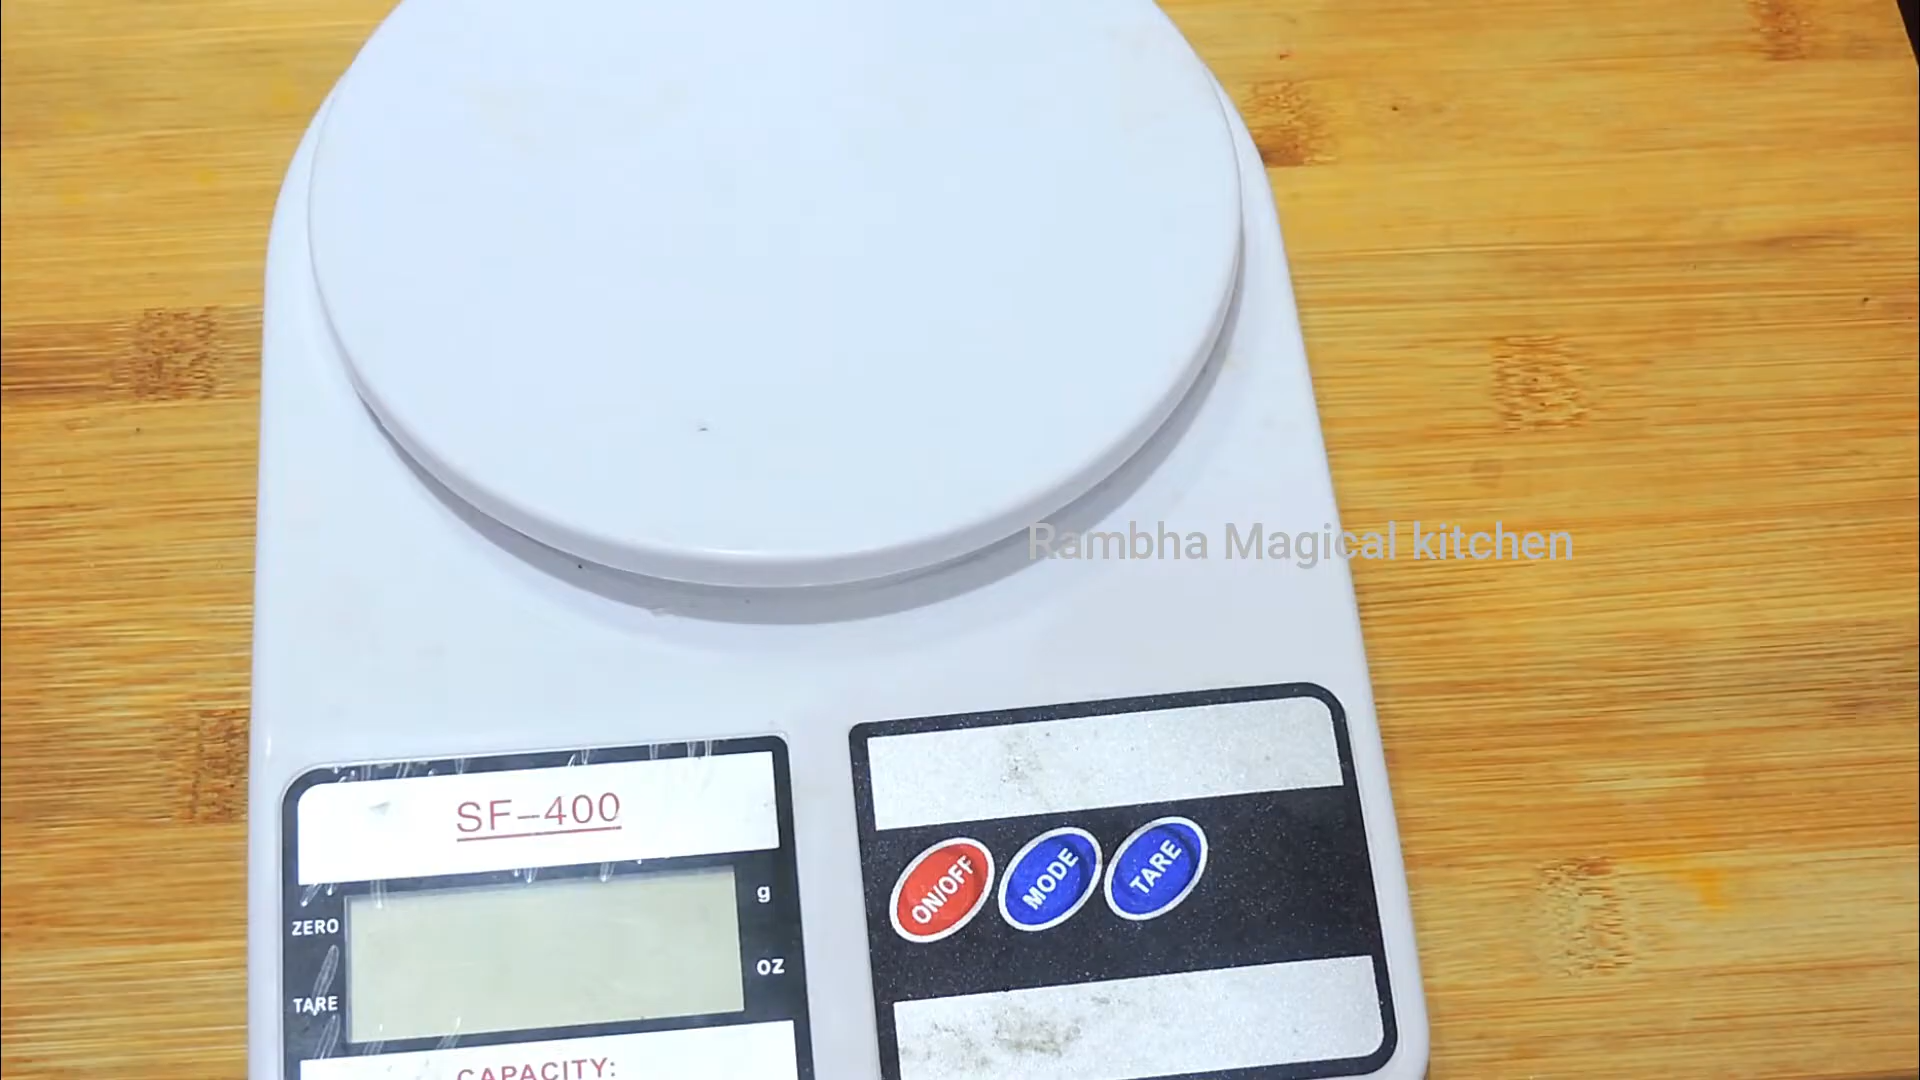 Rambha Magical kitchen
SF-400
ZERO
TARE
g
oz
CAPACITY:
ON/OFF
MODE
TARE